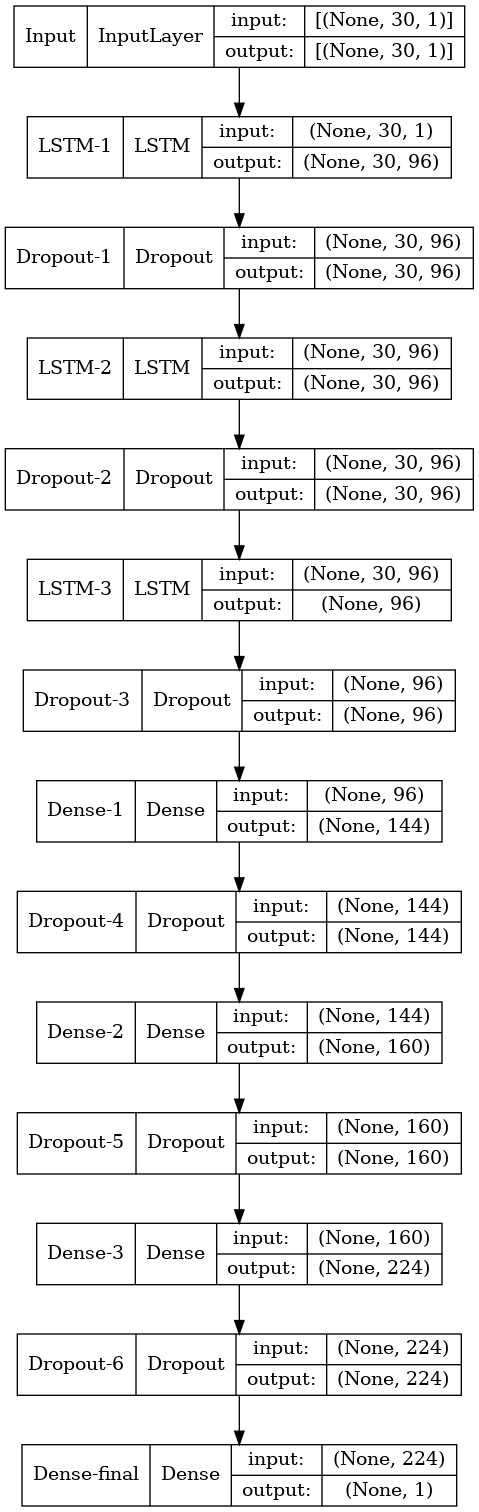 Input InputLayer input: [(None, 30, 1)]
output: [(None, 30, 1)]
LSTM-1 LSTM input: (None, 30, 1)
output: (None, 30, 96)
Dropout-1 Dropout input: (None, 30, 96)
output: (None, 30, 96)
LSTM-2 LSTM input: (None, 30, 96)
output: (None, 30, 96)
Dropout-2 Dropout input: (None, 30, 96)
output: (None, 30, 96)
LSTM-3 LSTM input: (None, 30, 96)
output: (None, 96)
Dropout-3 Dropout input: (None, 96)
output: (None, 96)
Dense-1 Dense input: (None, 96)
output: (None, 144)
Dropout-4 Dropout input: (None, 144)
output: (None, 144)
Dense-2 Dense input: (None, 144)
output: (None, 160)
Dropout-5 Dropout input: (None, 160)
output: (None, 160)
Dense-3 Dense input: (None, 160)
output: (None, 224)
Dropout-6 Dropout input: (None, 224)
output: (None, 224)
Dense-final Dense input: (None, 224)
output: (None, 1)